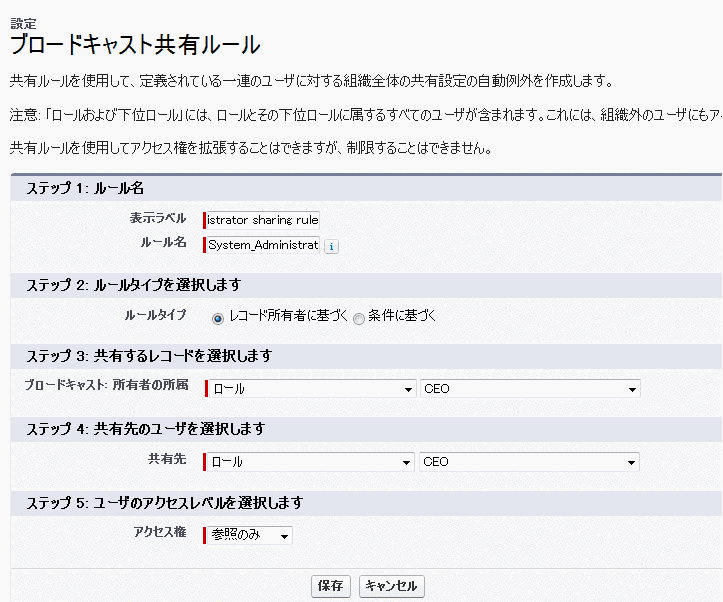 設定
ブロードキャスト共有ルール
共有ルールを使用して、定義されている一連のユーザに対する組織全体の共有設定の自動例外を作成します。
注意: 「ロールおよび下位ロール」には、ロールとその下位ロールに属するすべてのユーザが含まれます。これには、組織外のユーザにもア
共有ルールを使用してアクセス権を拡張することはできますが、制限することはできません。
ステップ 1: ルール名
表示ラベル istrator sharing rule
ルール名 System_Administrat i
ステップ 2: ルールタイプを選択します
ルールタイプ レコード所有者に基づく 条件に基づく
ステップ 3: 共有するレコードを選択します
ブロードキャスト: 所有者の所属 ロール CEO
ステップ 4: 共有先のユーザを選択します
共有先 ロール CEO
ステップ 5: ユーザのアクセスレベルを選択します
アクセス権 参照のみ
保存 キャンセル